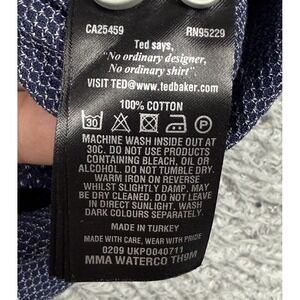 CA25459 RN95229
Ted says,
"No ordinary designer,
No ordinary shirt".
VISIT TED@www.tedbaker.com
100% COTTON
30 P
MACHINE WASH INSIDE OUT AT
30C. DO NOT USE PRODUCTS
CONTAINING BLEACH, OIL OR
ALCOHOL. DO NOT TUMBLE DRY.
WARM IRON ON REVERSE
WHILST SLIGHTLY DAMP, MAY
BE DRY CLEANED. DO NOT LEAVE
IN DIRECT SUNLIGHT. WASH
DARK COLOURS SEPARATELY.
MADE IN TURKEY
MADE WITH CARE, WEAR WITH PRIDE
0209 UKPO040711
MMA WATERCO TH9M